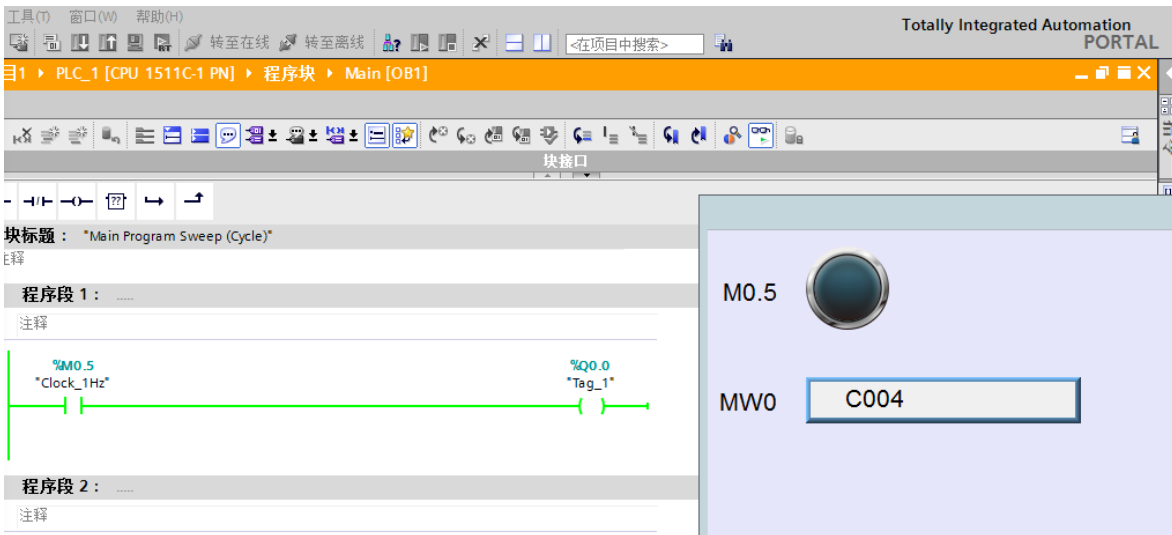 工具(T) 窗口(W) 帮助(H)
Totally Integrated Automation
PORTAL
转至在线 转至离线 <在项目中搜索>
目1 ▸ PLC_1 [CPU 1511C-1 PN] ▸ 程序块 ▸ Main [OB1]
块接口
块标题： "Main Program Sweep (Cycle)"
注释
程序段 1： .....
注释
%M0.5 %Q0.0
"Clock_1Hz" "Tag_1"
程序段 2： .....
注释
M0.5
MW0 C004